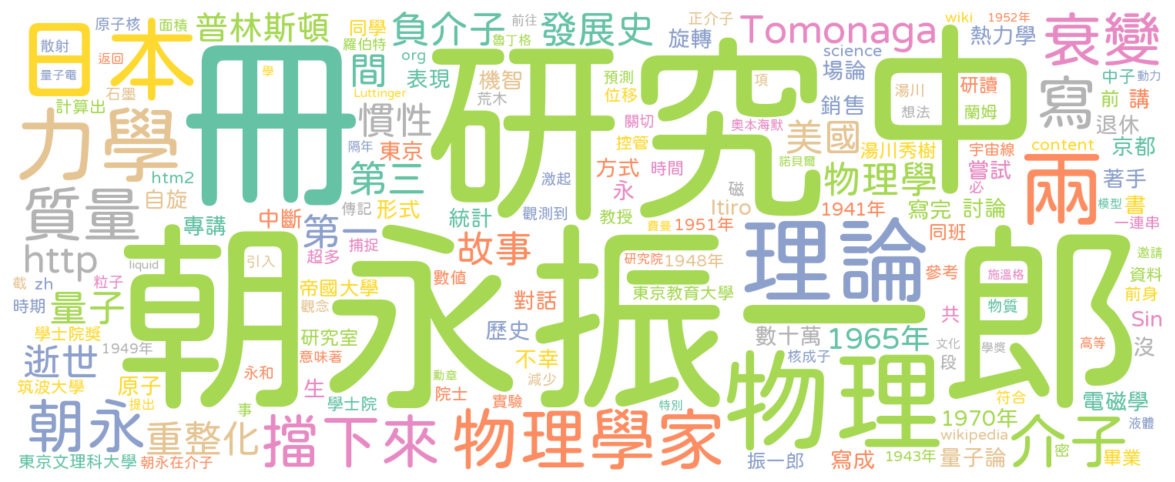 原子核
面積
普林斯頓
同學
負介子
發展史
正介子
前往
Tomonaga
wiki
1952年
衰變
日本
散射
量子電
返回
石墨
計算出
冊
羅伯特
魯丁格
org
表現
旋轉
science
熱力學
間
機智
荒木
Luttinger
預測
位移
場論
湯川
想法
項
研讀
蘭姆
中子
動力
學
研究
中
寫
前
講
退休
力學
慣性
隔年
東京
關切
控管
奧本海默
諾貝爾
銷售
美國
湯川秀樹
宇宙線
content
京都
htm2
第三
激起
方式
時間
物理學
嘗試
必
模型
著手
兩
質量
自旋
專講
中斷
傳記
形式
統計
觀測到
永
教授
費曼
磁
1951年
Itiro
1941年
寫完
討論
同班
書
一連串
http
第一
超多
捕捉
故事
理論
參考
邀請
資料
前身
截
zh
粒子
liquid
引入
觀念
數值
研究院
1948年
施溫格
物質
時期
量子
帝國大學
對話
東京教育大學
共
Sin
學士院獎
朝永振一郎
研究室
歷史
數十萬
1965年
文化
段
高等
沒
1949年
意味著
不幸
核成子
學獎
逝世
永和
勳章
減少
物理
筑波大學
原子
生
學士院
院士
實驗
特別
符合
電磁學
提出
1970年
液體
朝永
事
重整化
擋下來
物理學家
wikipedia
介子
密
東京文理科大學
朝永在介子
振一郎
寫成
1943年
量子論
畢業